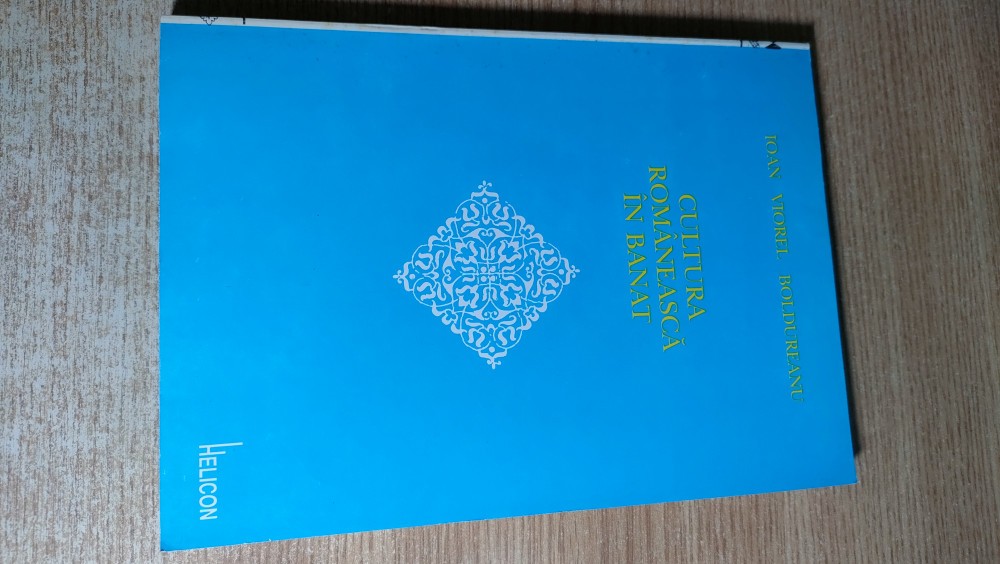 IOAN VIOREL BOLDUREANU
CULTURA
ROMÂNEASCĂ
ÎN BANAT
HELICON